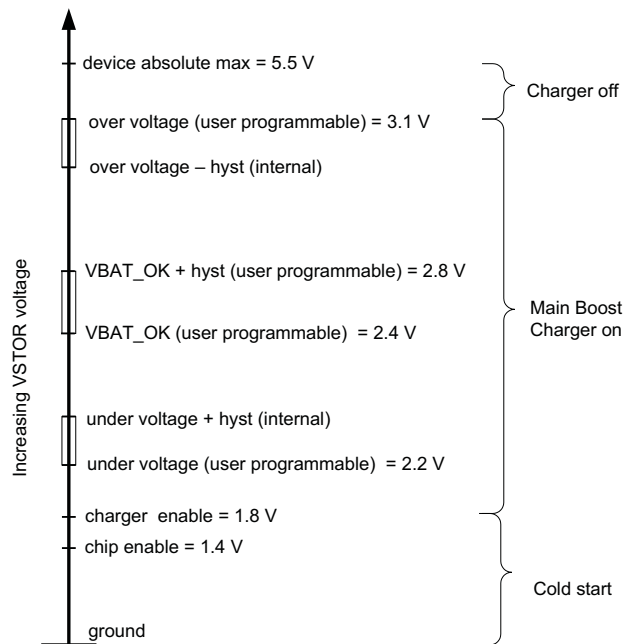 device absolute max = 5.5 V
Charger off
over voltage (user programmable) = 3.1 V
over voltage – hyst (internal)
VBAT_OK + hyst (user programmable) = 2.8 V
Main Boost
Charger on
VBAT_OK (user programmable)  = 2.4 V
under voltage + hyst (internal)
under voltage (user programmable)  = 2.2 V
charger  enable = 1.8 V
chip enable = 1.4 V
Cold start
ground
Increasing VSTOR voltage